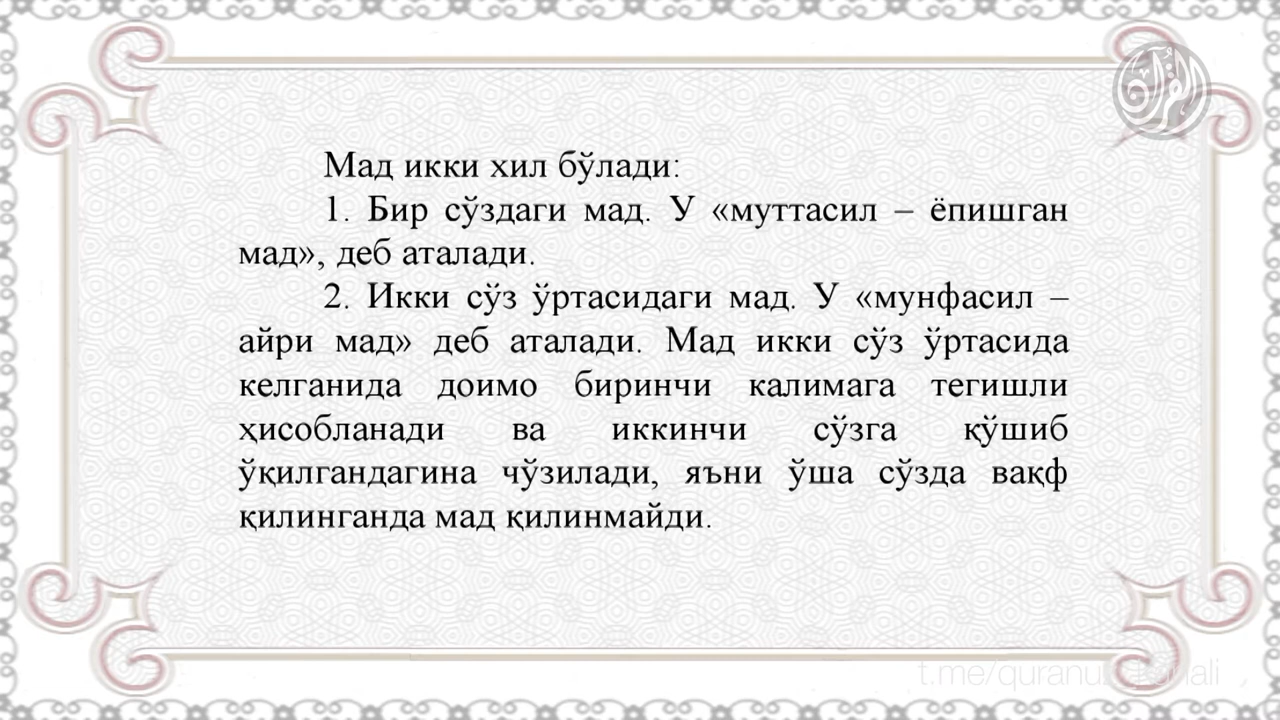 القرآن
Мад икки хил бўлади:
1. Бир сўздаги мад. У «муттасил – ёпишган
мад», деб аталади.
2. Икки сўз ўртасидаги мад. У «мунфасил –
айри мад» деб аталади. Мад икки сўз ўртасида
келганида доимо биринчи калимага тегишли
ҳисобланади ва иккинчи сўзга қўшиб
ўқилгандагина чўзилади, яъни ўша сўзда вақф
қилинганда мад қилинмайди.